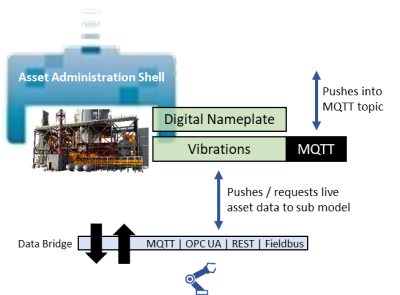 Asset Administration Shell
Pushes into
MQTT topic
Digital Nameplate
Vibrations
MQTT
Pushes / requests live
asset data to sub model
Data Bridge
MQTT | OPC UA | REST | Fieldbus